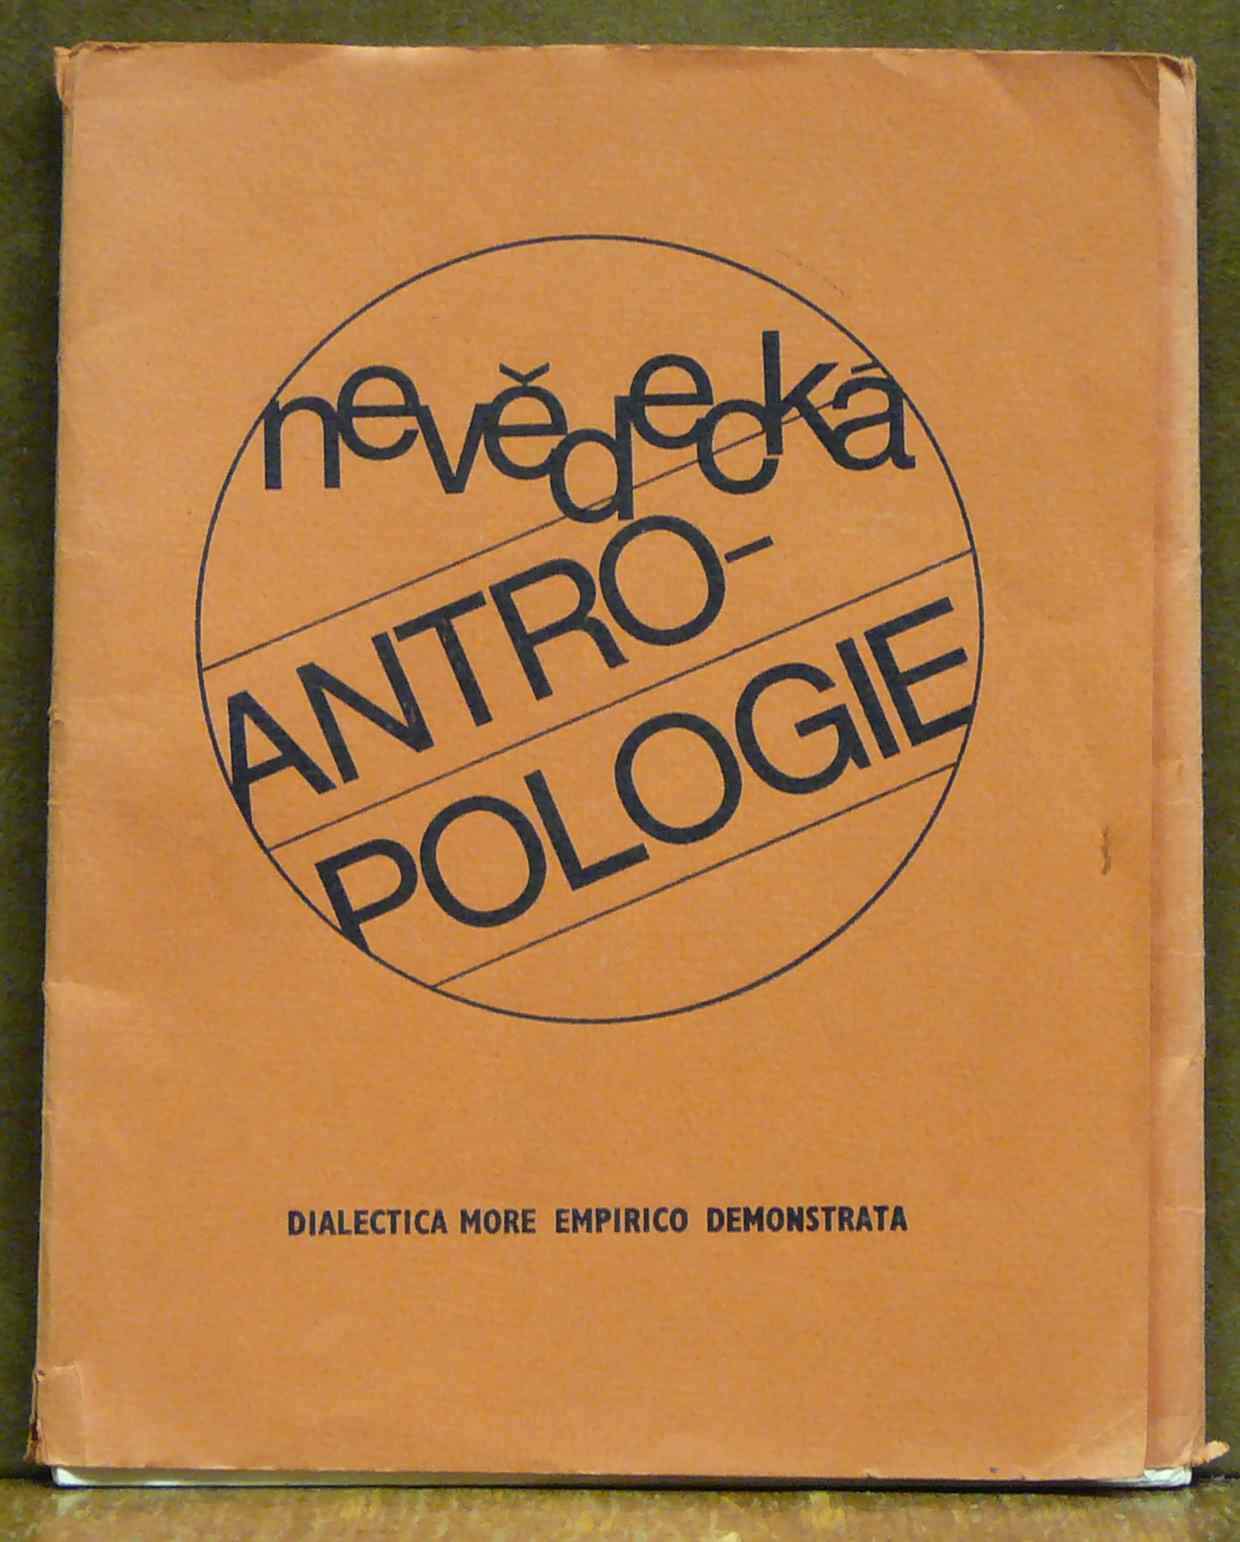 nevědecká
ANTRO-
POLOGIE
DIALECTICA MORE EMPIRICO DEMONSTRATA